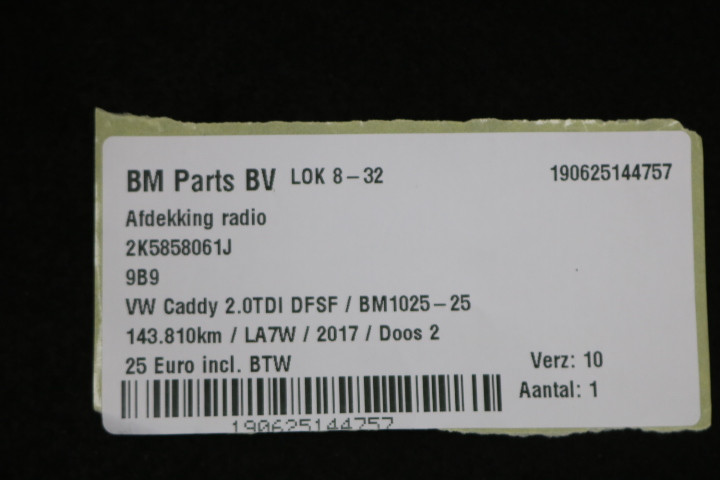 BM Parts BV LOK 8-32 190625144757
Afdekking radio
2K5858061J
9B9
VW Caddy 2.0TDI DFSF / BM1025-25
143.810km / LA7W / 2017 / Doos 2
25 Euro incl. BTW Verz: 10
Aantal: 1
190625144757